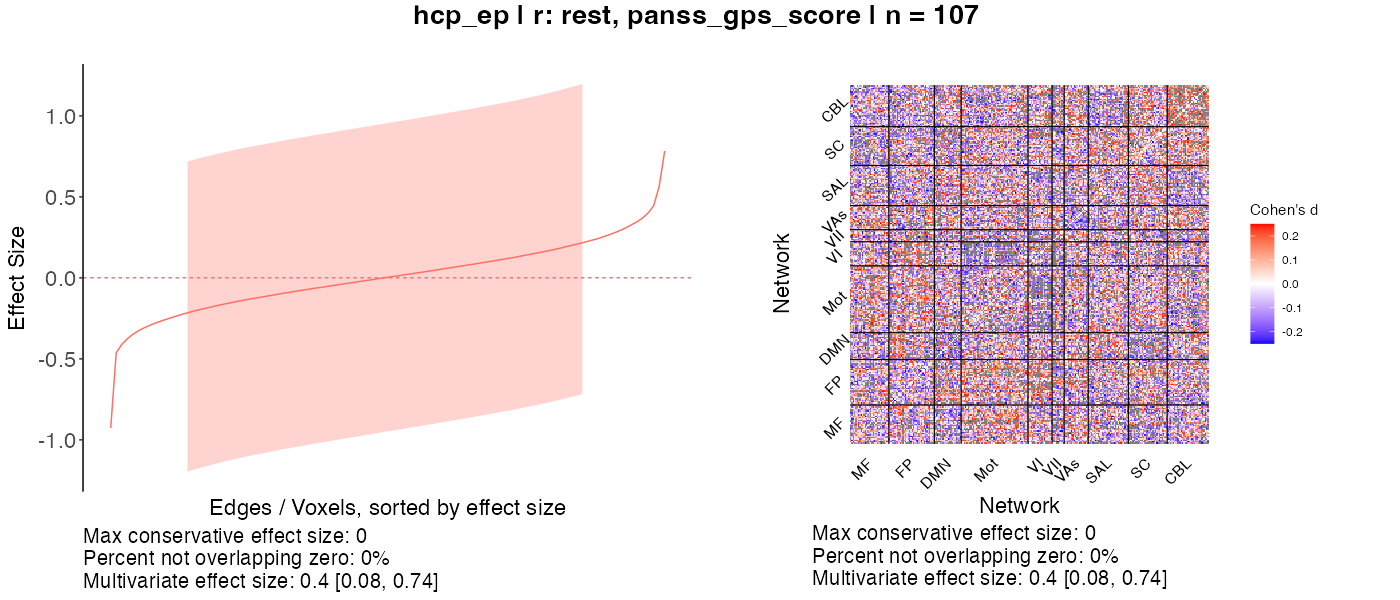 hcp_ep | r: rest, panss_gps_score | n = 107
Effect Size
1.0
0.5
0.0
-0.5
-1.0
Edges / Voxels, sorted by effect size
Max conservative effect size: 0
Percent not overlapping zero: 0%
Multivariate effect size: 0.4 [0.08, 0.74]
Network
CBL
SC
SAL
VAs
VII
VI
Mot
DMN
FP
MF
MF
FP
DMN
Mot
VI
VII
VAs
SAL
SC
CBL
Network
Max conservative effect size: 0
Percent not overlapping zero: 0%
Multivariate effect size: 0.4 [0.08, 0.74]
Cohen's d
0.2
0.1
0.0
-0.1
-0.2